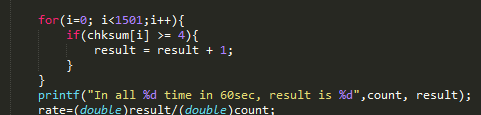 for(i=0; i<1501;i++){
if(chksum[i] >= 4){
result = result + 1;
}
}
printf("In all %d time in 60sec, result is %d",count, result);
rate=(double)result/(double)count;